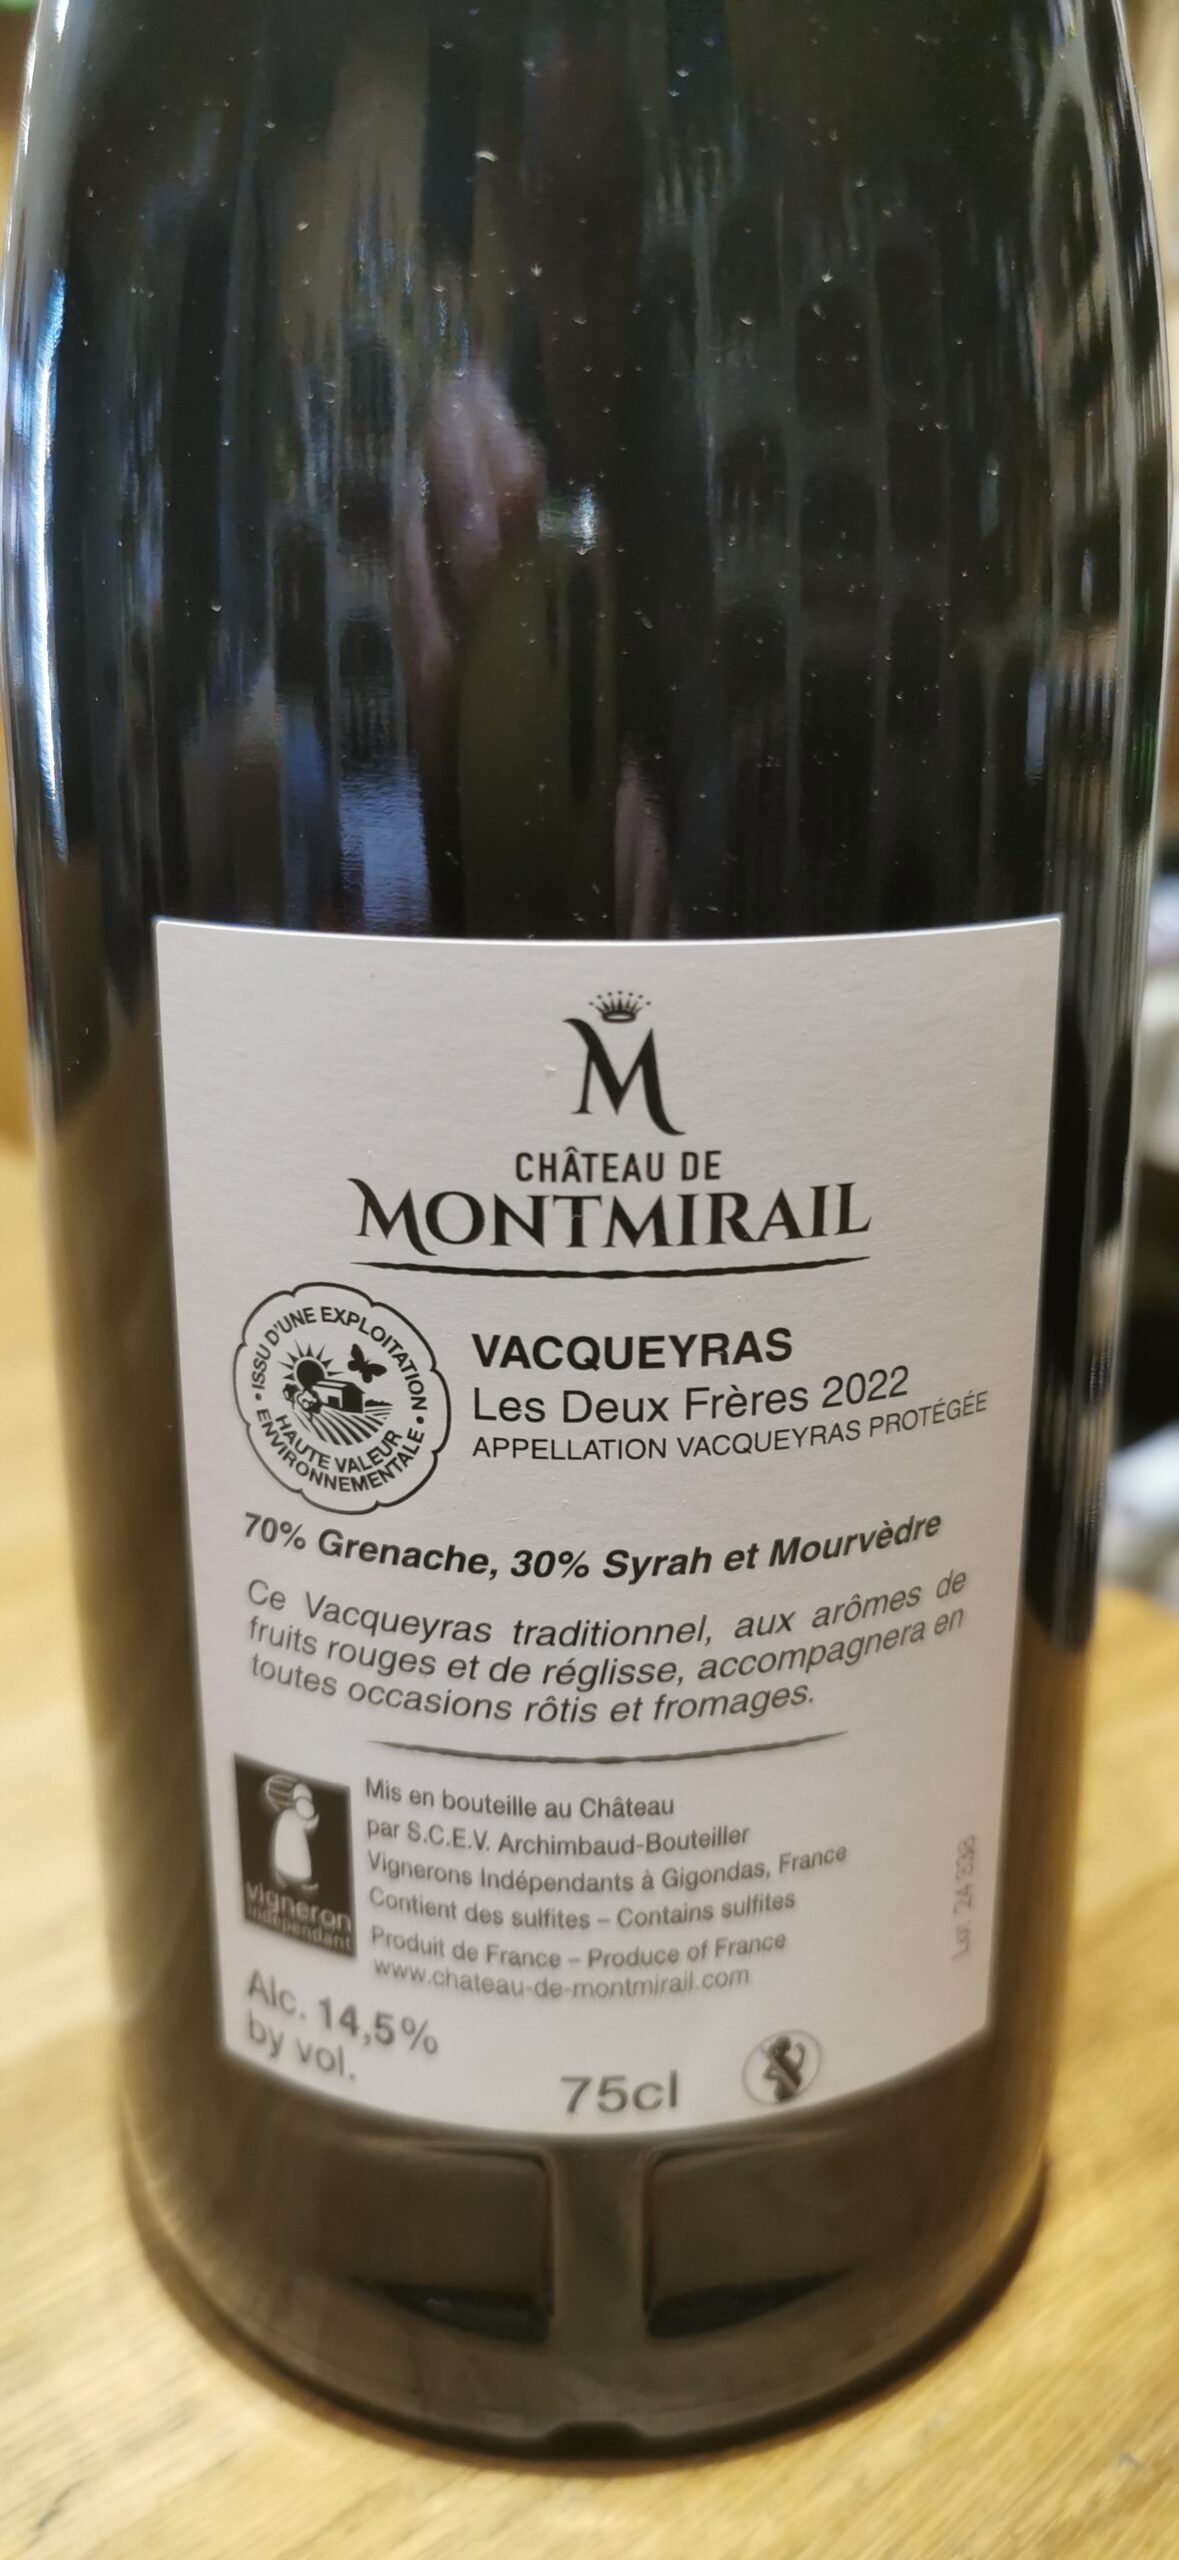 M
CHÂTEAU DE
MONTMIRAIL
• ISSU D'UNE EXPLOITATION •
HAUTE VALEUR
ENVIRONNEMENTALE
VACQUEYRAS
Les Deux Frères 2022
APPELLATION VACQUEYRAS PROTÉGÉE
70% Grenache, 30% Syrah et Mourvèdre
Ce Vacqueyras traditionnel, aux arômes de
fruits rouges et de réglisse, accompagnera en
toutes occasions rôtis et fromages.
vigneron
indépendant
Mis en bouteille au Château
par S.C.E.V. Archimbaud-Bouteiller
Vignerons Indépendants à Gigondas, France
Contient des sulfites – Contains sulfites
Produit de France – Produce of France
www.chateau-de-montmirail.com
Alc. 14,5%
by vol.
75cl